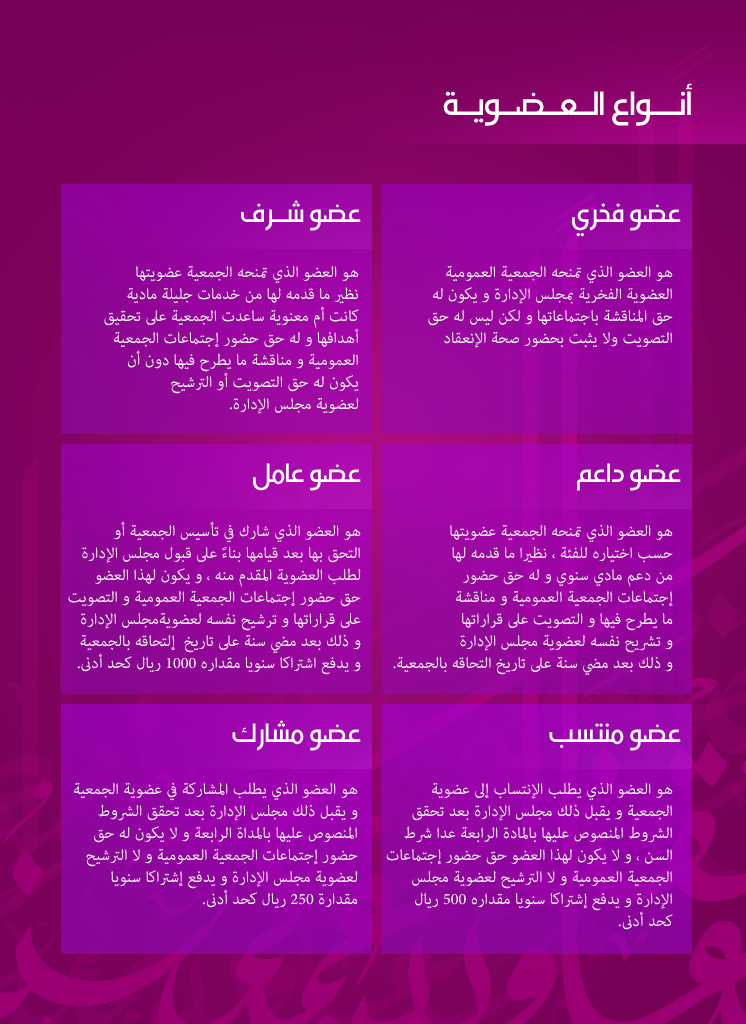 أنـــواع الـعـضـويـة
عضو فخري
هو العضو الذي تمنحه الجمعية العمومية
العضوية الفخرية بمجلس الإدارة و يكون له
حق المناقشة باجتماعاتها و لكن ليس له حق
التصويت ولا يثبت بحضور صحة الإنعقاد
عضو شــرف
هو العضو الذي تمنحه الجمعية عضويتها
نظير ما قدمه لها من خدمات جليلة مادية
كانت أم معنوية ساعدت الجمعية على تحقيق
أهدافها و له حق حضور إجتماعات الجمعية
العمومية و مناقشة ما يطرح فيها دون أن
يكون له حق التصويت أو الترشيح
لعضوية مجلس الإدارة.
عضو داعم
هو العضو الذي تمنحه الجمعية عضويتها
حسب اختياره للفئة ، نظيرا ما قدمه لها
من دعم مادي سنوي و له حق حضور
إجتماعات الجمعية العمومية و مناقشة
ما يطرح فيها و التصويت على قراراتها
و تشريح نفسه لعضوية مجلس الإدارة
و ذلك بعد مضي سنة على تاريخ التحاقه بالجمعية.
عضو عامل
هو العضو الذي شارك في تأسيس الجمعية أو
التحق بها بعد قيامها بناءً على قبول مجلس الإدارة
لطلب العضوية المقدم منه ، و يكون لهذا العضو
حق حضور إجتماعات الجمعية العمومية و التصويت
على قراراتها و ترشيح نفسه لعضويةمجلس الإدارة
و ذلك بعد مضي سنة على تاريخ إلتحاقه بالجمعية
و يدفع اشتراكا سنويا مقداره 1000 ريال كحد أدنى.
عضو منتسب
هو العضو الذي يطلب الإنتساب إلى عضوية
الجمعية و يقبل ذلك مجلس الإدارة بعد تحقق
الشروط المنصوص عليها بالمادة الرابعة عدا شرط
السن ، و لا يكون لهذا العضو حق حضور إجتماعات
الجمعية العمومية و لا الترشيح لعضوية مجلس
الإدارة و يدفع إشتراكا سنويا مقداره 500 ريال
كحد أدنى.
عضو مشارك
هو العضو الذي يطلب المشاركة في عضوية الجمعية
و يقبل ذلك مجلس الإدارة بعد تحقق الشروط
المنصوص عليها بالمداة الرابعة و لا يكون له حق
حضور إجتماعات الجمعية العمومية و لا الترشيح
لعضوية مجلس الإدارة و يدفع إشتراكا سنويا
مقدارة 250 ريال كحد أدنى.